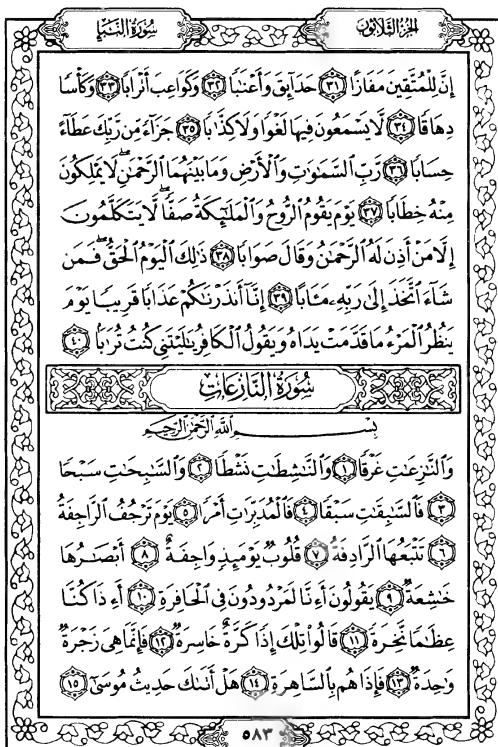 الجزء الثلاثون
سورة النبإ
إِنَّ لِلْمُتَّقِينَ مَفَازًا ٣١ حَدَآئِقَ وَأَعْنَٰبًا ٣٢ وَكَوَاعِبَ أَتْرَابًا ٣٣ وَكَأْسًا
دِهَاقًا ٣٤ لَّا يَسْمَعُونَ فِيهَا لَغْوًا وَلَا كِذَّٰبًا ٣٥ جَزَآءً مِّن رَّبِّكَ عَطَآءً
حِسَابًا ٣٦ رَّبِّ ٱلسَّمَٰوَٰتِ وَٱلْأَرْضِ وَمَا بَيْنَهُمَا ٱلرَّحْمَٰنِ ۖ لَا يَمْلِكُونَ
مِنْهُ خِطَابًا ٣٧ يَوْمَ يَقُومُ ٱلرُّوحُ وَٱلْمَلَٰٓئِكَةُ صَفًّا ۖ لَّا يَتَكَلَّمُونَ
إِلَّا مَنْ أَذِنَ لَهُ ٱلرَّحْمَٰنُ وَقَالَ صَوَابًا ٣٨ ذَٰلِكَ ٱلْيَوْمُ ٱلْحَقُّ ۖ فَمَن
شَآءَ ٱتَّخَذَ إِلَىٰ رَبِّهِۦ مَـَٔابًا ٣٩ إِنَّآ أَنذَرْنَٰكُمْ عَذَابًا قَرِيبًا يَوْمَ
يَنظُرُ ٱلْمَرْءُ مَا قَدَّمَتْ يَدَاهُ وَيَقُولُ ٱلْكَافِرُ يَٰلَيْتَنِى كُنتُ تُرَٰبًۢا ٤٠
سورة النازعات
بِسْمِ ٱللَّهِ ٱلرَّحْمَٰنِ ٱلرَّحِيمِ
وَٱلنَّٰزِعَٰتِ غَرْقًا ١ وَٱلنَّٰشِطَٰتِ نَشْطًا ٢ وَٱلسَّٰبِحَٰتِ سَبْحًا
٣ فَٱلسَّٰبِقَٰتِ سَبْقًا ٤ فَٱلْمُدَبِّرَٰتِ أَمْرًا ٥ يَوْمَ تَرْجُفُ ٱلرَّاجِفَةُ
٦ تَتْبَعُهَا ٱلرَّادِفَةُ ٧ قُلُوبٌ يَوْمَئِذٍ وَاجِفَةٌ ٨ أَبْصَٰرُهَا
خَٰشِعَةٌ ٩ يَقُولُونَ أَءِنَّا لَمَرْدُودُونَ فِى ٱلْحَافِرَةِ ١٠ أَءِذَا كُنَّا
عِظَٰمًا نَّخِرَةً ١١ قَالُوا۟ تِلْكَ إِذًا كَرَّةٌ خَاسِرَةٌ ١٢ فَإِنَّمَا هِىَ زَجْرَةٌ
وَٰحِدَةٌ ١٣ فَإِذَا هُم بِٱلسَّاهِرَةِ ١٤ هَلْ أَتَىٰكَ حَدِيثُ مُوسَىٰٓ ١٥
٥٨٣